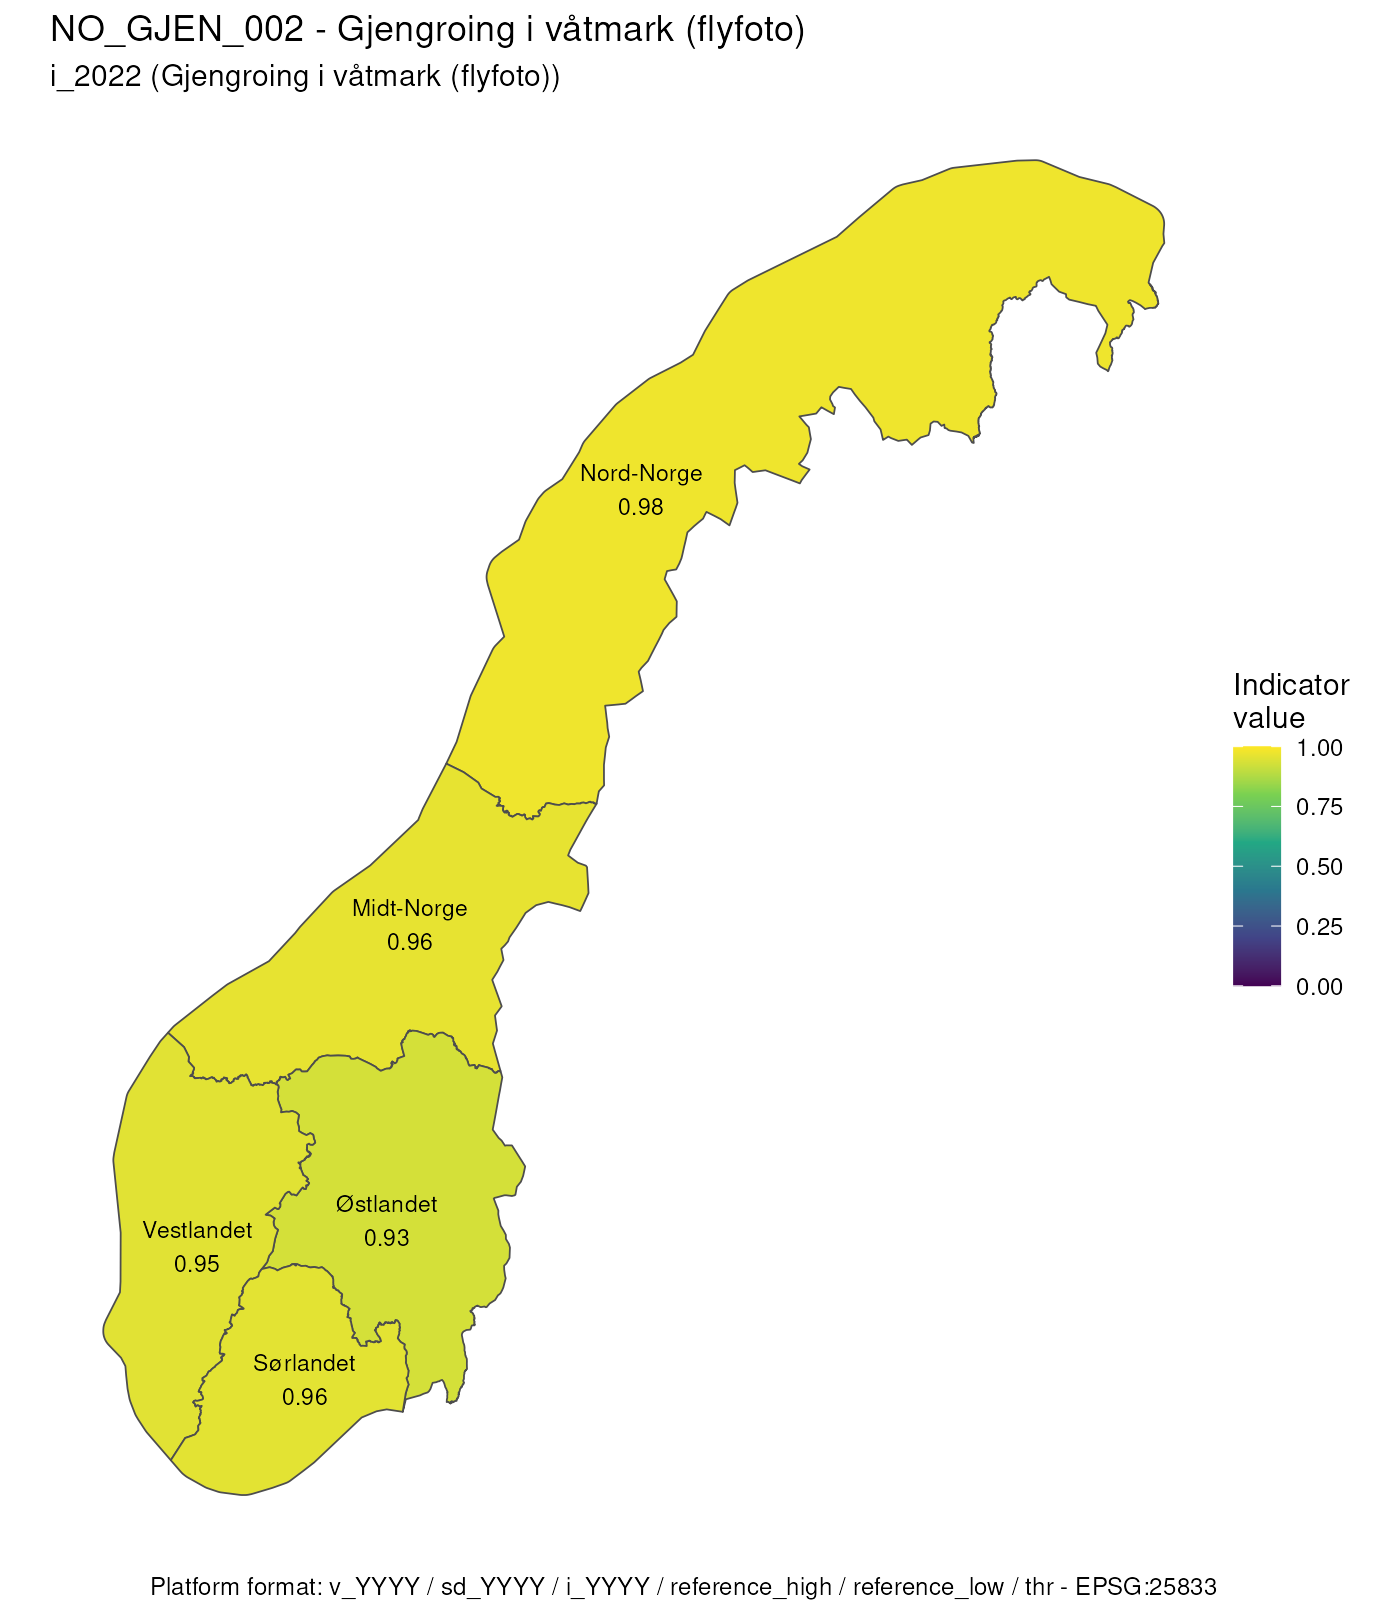 NO_GJEN_002 - Gjengroing i våtmark (flyfoto)
i_2022 (Gjengroing i våtmark (flyfoto))
Nord-Norge
0.98
Indicator
value
1.00
0.75
0.50
0.25
0.00
Midt-Norge
0.96
Østlandet
0.93
Vestlandet
0.95
Sørlandet
0.96
Platform format: v_YYYY / sd_YYYY / i_YYYY / reference_high / reference_low / thr - EPSG:25833